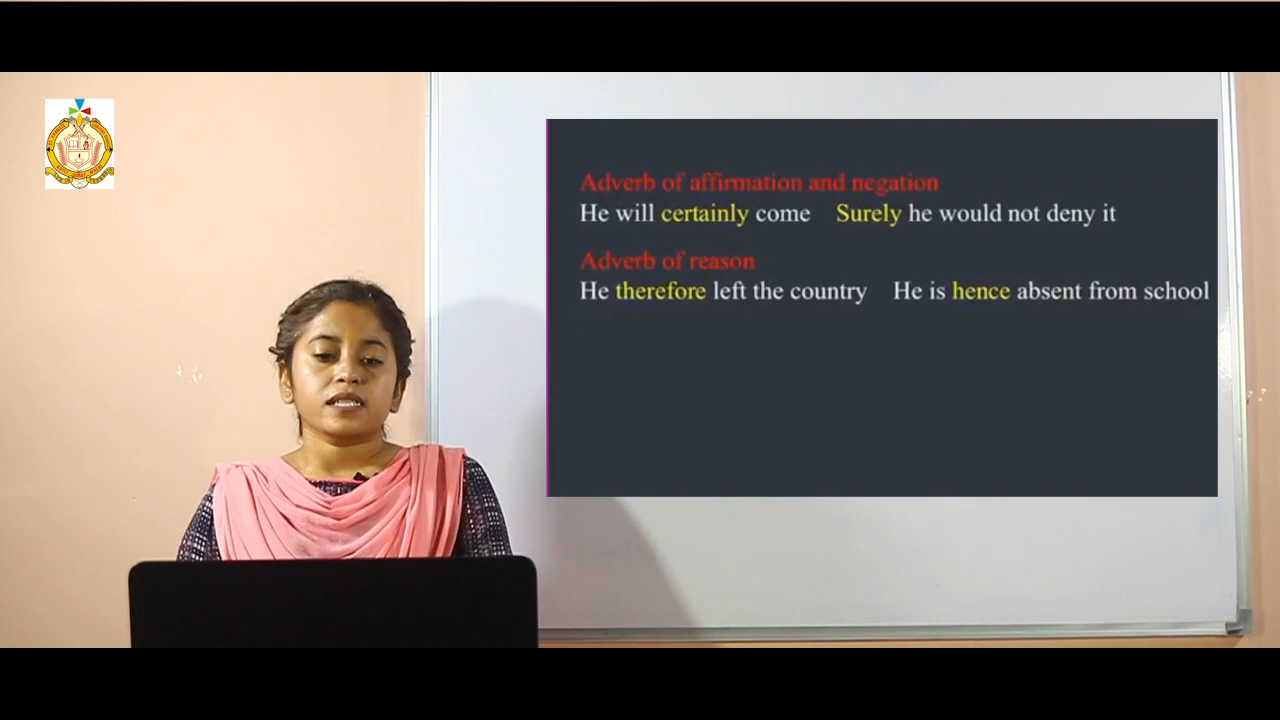 Adverb of affirmation and negation
He will certainly come Surely he would not deny it
Adverb of reason
He therefore left the country He is hence absent from school